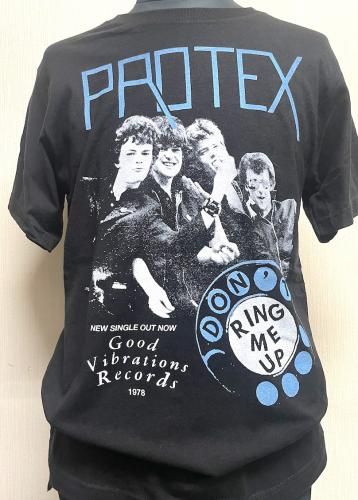 PROTEX
NEW SINGLE OUT NOW
Good
Vibrations
Records
1978
DON'
RING
ME
UP